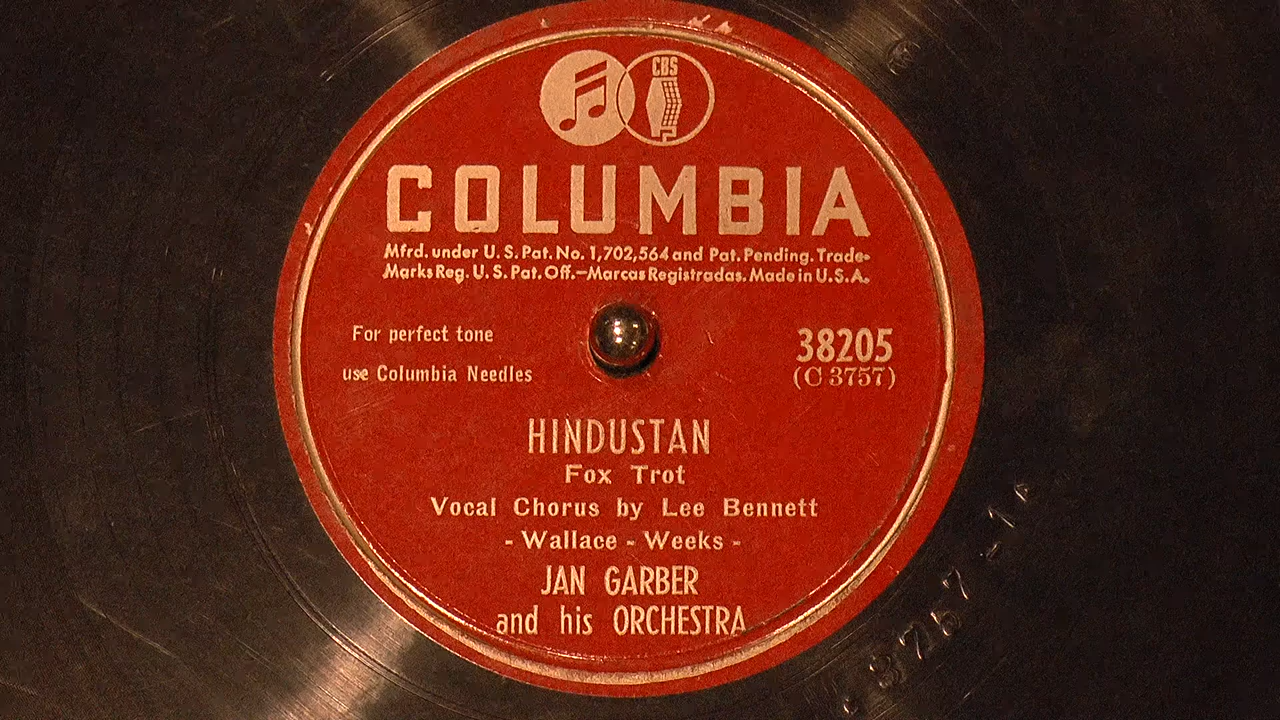 CBS
COLUMBIA
Mfrd. under U. S. Pat. No. 1,702,564 and Pat. Pending. Trade-
Marks Reg. U. S. Pat. Off.—Marcas Registradas. Made in U.S.A.
For perfect tone
use Columbia Needles
38205
(C 3757)
HINDUSTAN
Fox Trot
Vocal Chorus by Lee Bennett
- Wallace - Weeks -
JAN GARBER
and his ORCHESTRA
C 3757-1